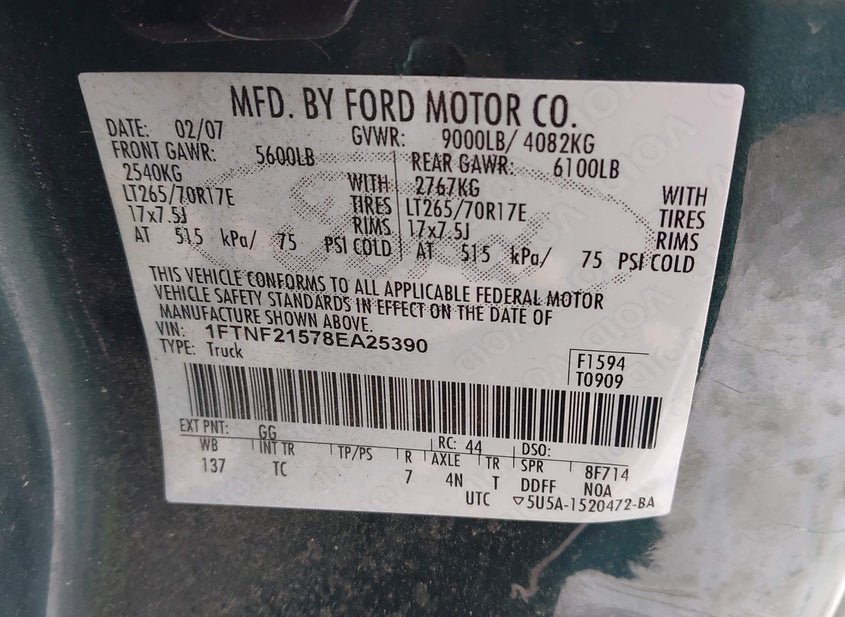 MFD. BY FORD MOTOR CO.
DATE: 02/07 GVWR: 9000LB/ 4082KG
FRONT GAWR: 5600LB REAR GAWR: 6100LB
2540KG WITH 2767KG WITH
LT265/70R17E TIRES LT265/70R17E TIRES
17x7.5J RIMS 17x7.5J RIMS
AT 515 kPa/ 75 PSI COLD AT 515 kPa/ 75 PSI COLD
THIS VEHICLE CONFORMS TO ALL APPLICABLE FEDERAL MOTOR
VEHICLE SAFETY STANDARDS IN EFFECT ON THE DATE OF
MANUFACTURE SHOWN ABOVE.
VIN: 1FTNF21578EA25390
TYPE: Truck
F1594
T0909
EXT PNT: GG RC: 44 DSO:
WB INT TR TP/PS R AXLE TR SPR 8F714
137 TC 7 4N T DDFF NOA
UTC ▽5U5A-1520472-BA
VOID VOID VOID VOID